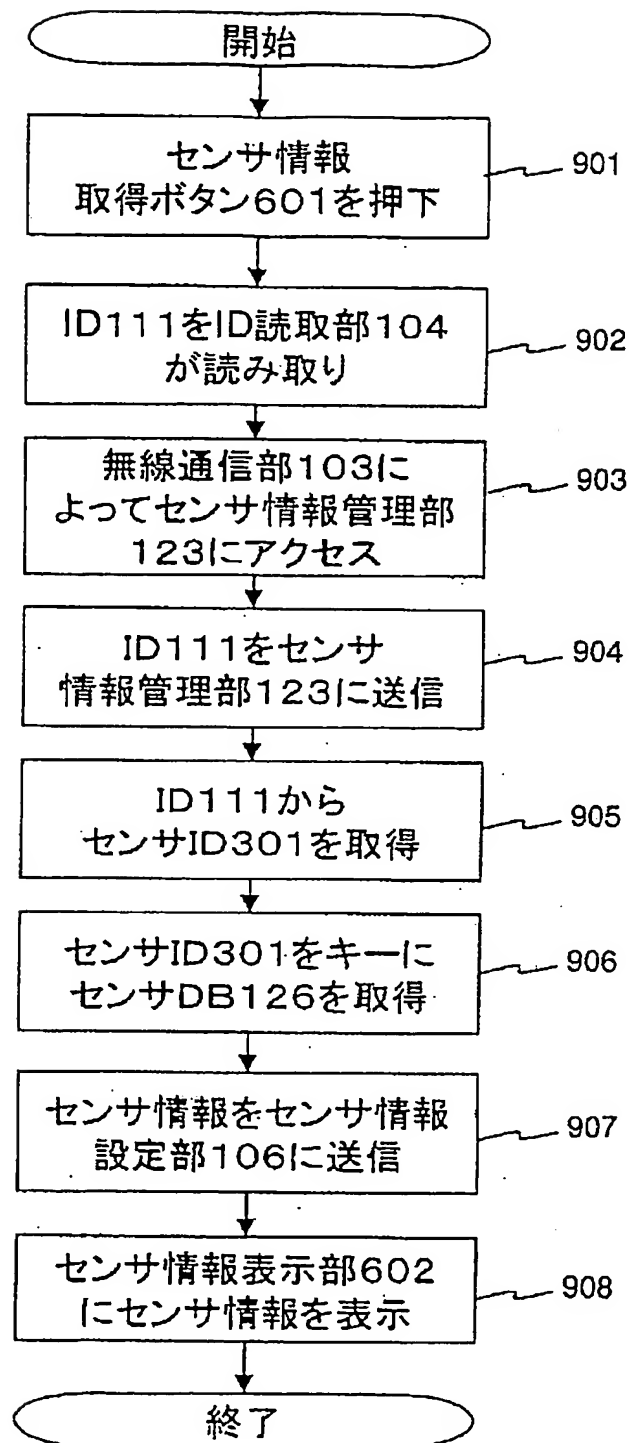 開始
センサ情報
取得ボタン601を押下
901
ID111をID読取部104
が読み取り
902
無線通信部103に
よってセンサ情報管理部
123にアクセス
903
ID111をセンサ
情報管理部123に送信
904
ID111から
センサID301を取得
905
センサID301をキーに
センサDB126を取得
906
センサ情報をセンサ情報
設定部106に送信
907
センサ情報表示部602
にセンサ情報を表示
908
終了